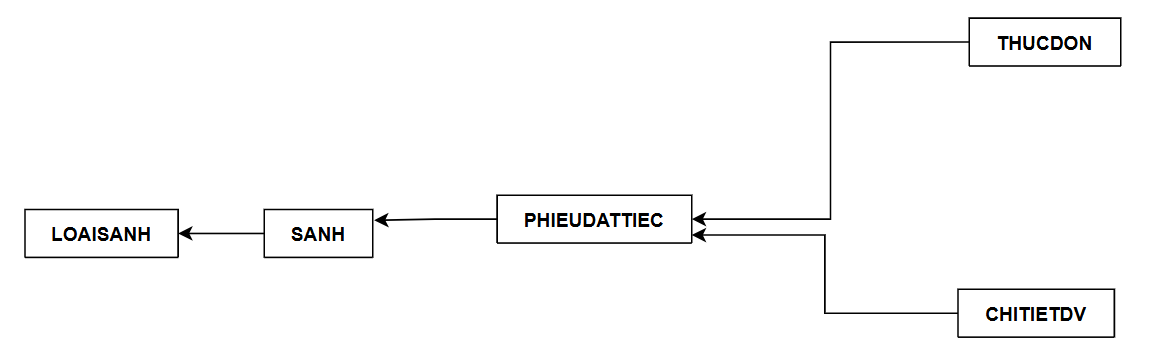 THUCDON
LOAISANH
SANH
PHIEUDATTIEC
CHITIETDV